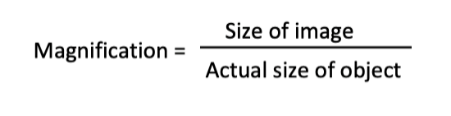 Size of image
Magnification =
Actual size of object